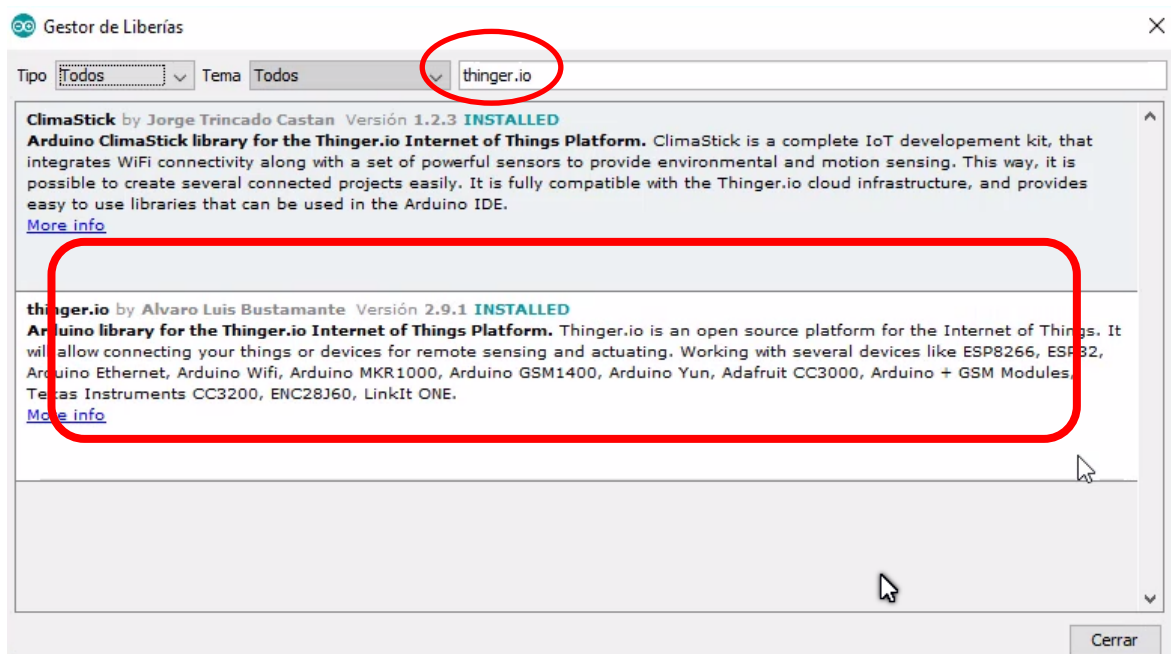 Gestor de Liberías
Tipo Todos Tema Todos thinger.io
ClimaStick by Jorge Trincado Castan Versión 1.2.3 INSTALLED
Arduino ClimaStick library for the Thinger.io Internet of Things Platform. ClimaStick is a complete IoT developement kit, that
integrates WiFi connectivity along with a set of powerful sensors to provide environmental and motion sensing. This way, it is
possible to create several connected projects easily. It is fully compatible with the Thinger.io cloud infrastructure, and provides
easy to use libraries that can be used in the Arduino IDE.
More info
thinger.io by Alvaro Luis Bustamante Versión 2.9.1 INSTALLED
Arduino library for the Thinger.io Internet of Things Platform. Thinger.io is an open source platform for the Internet of Things. It
will allow connecting your things or devices for remote sensing and actuating. Working with several devices like ESP8266, ESP32,
Arduino Ethernet, Arduino Wifi, Arduino MKR1000, Arduino GSM1400, Arduino Yun, Adafruit CC3000, Arduino + GSM Modules,
Texas Instruments CC3200, ENC28J60, LinkIt ONE.
More info
Cerrar